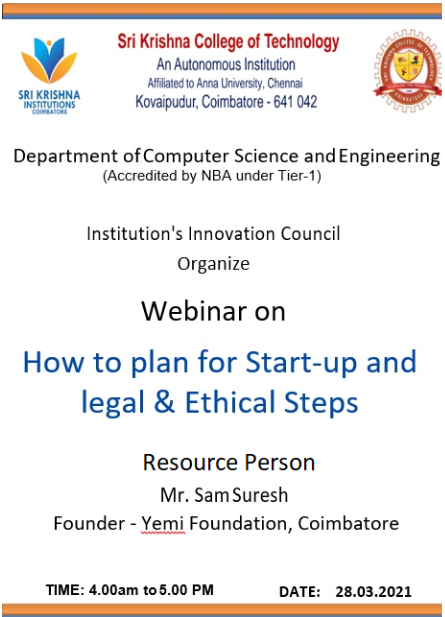 Sri Krishna College of Technology
An Autonomous Institution
Affiliated to Anna University, Chennai
Kovaipudur, Coimbatore - 641 042
SRI KRISHNA
INSTITUTIONS
COIMBATORE
Department of Computer Science and Engineering
(Accredited by NBA under Tier-1)
Institution's Innovation Council
Organize
Webinar on
How to plan for Start-up and
legal & Ethical Steps
Resource Person
Mr. Sam Suresh
Founder - Yemi Foundation, Coimbatore
TIME: 4.00am to 5.00 PM DATE: 28.03.2021